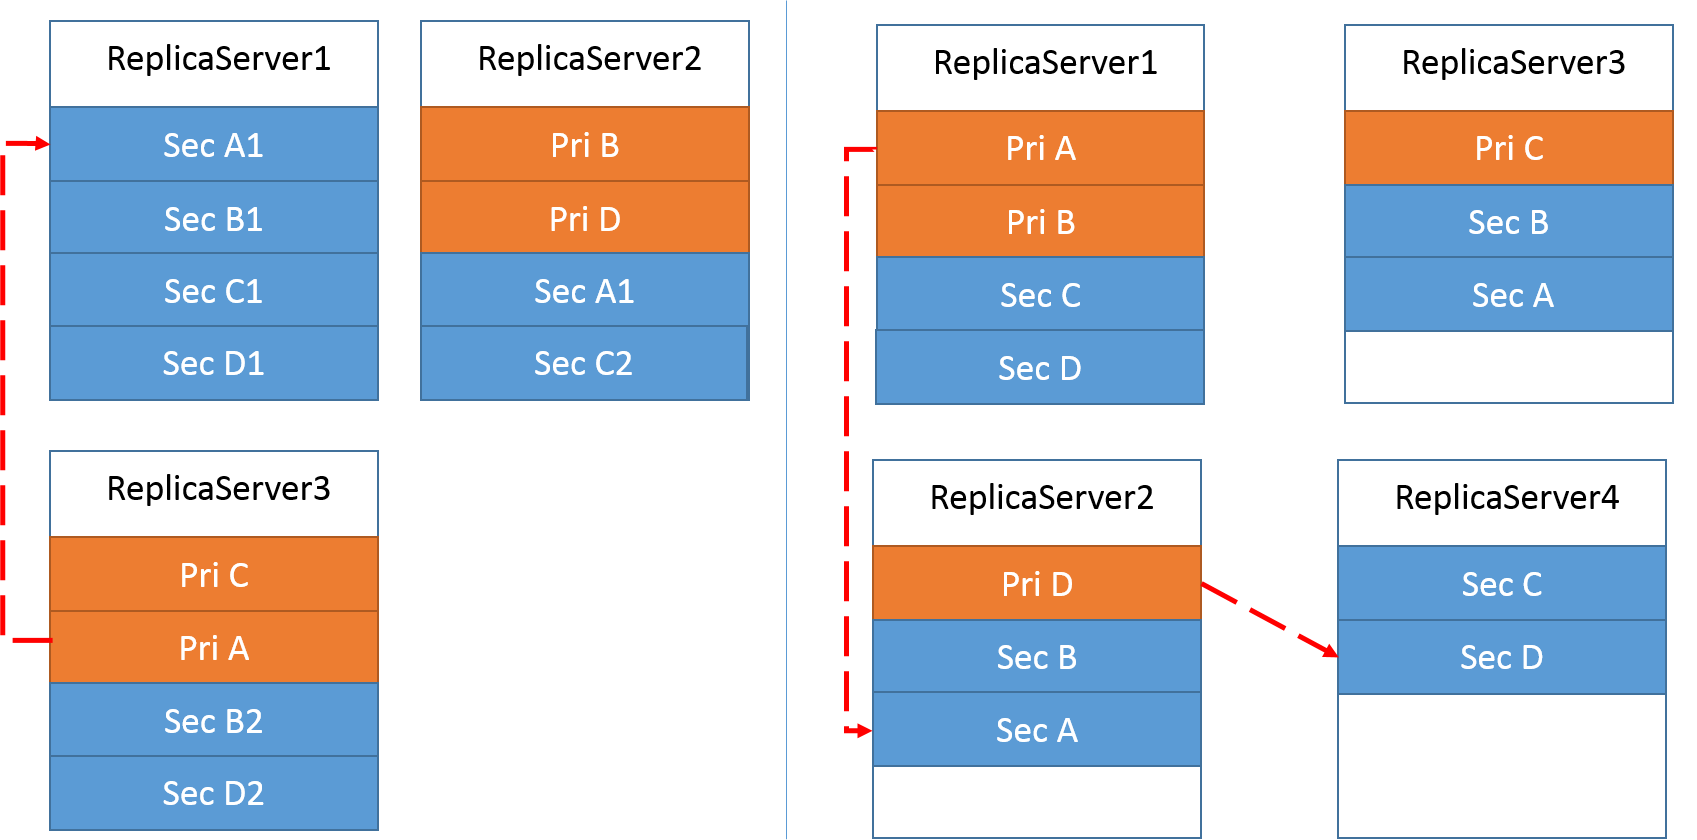 ReplicaServer1
Sec A1
Sec B1
Sec C1
Sec D1
ReplicaServer2
Pri B
Pri D
Sec A1
Sec C2
ReplicaServer3
Pri C
Pri A
Sec B2
Sec D2
ReplicaServer1
Pri A
Pri B
Sec C
Sec D
ReplicaServer3
Pri C
Sec B
Sec A
ReplicaServer2
Pri D
Sec B
Sec A
ReplicaServer4
Sec C
Sec D